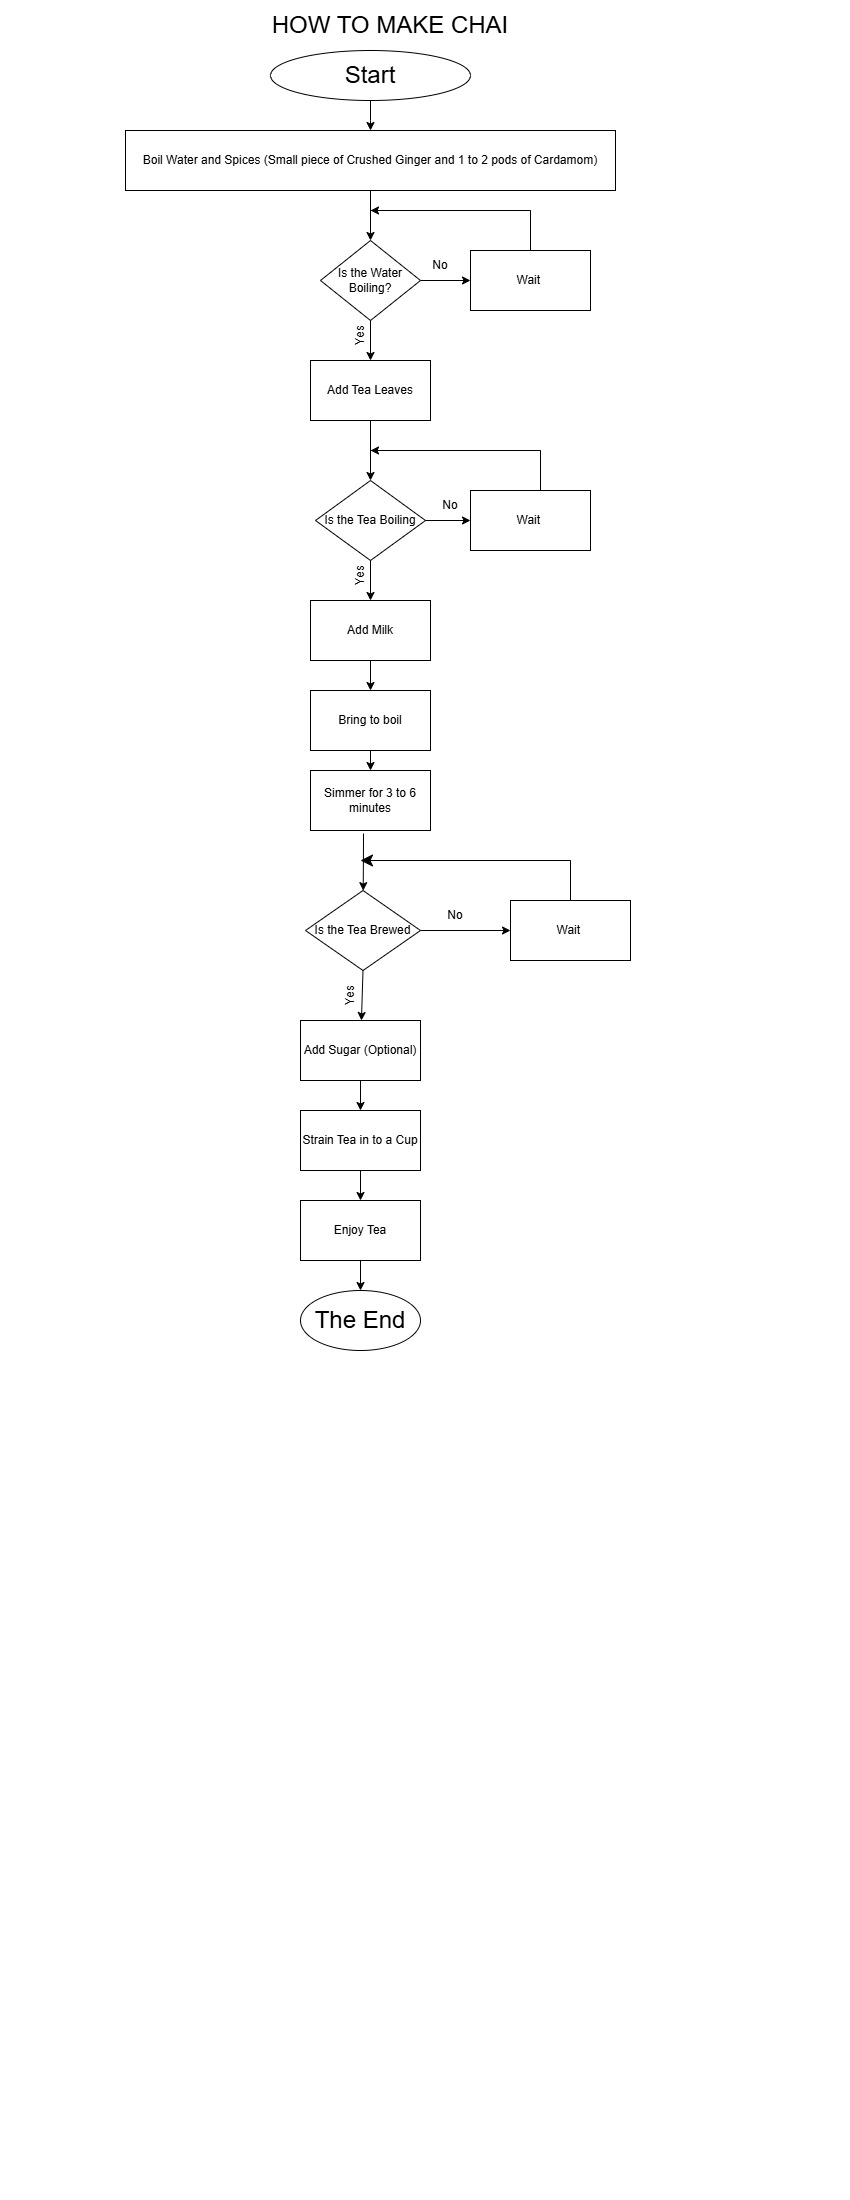 HOW TO MAKE CHAI
Start
Boil Water and Spices (Small piece of Crushed Ginger and 1 to 2 pods of Cardamom)
Is the Water
Boiling?
No
Wait
Yes
Add Tea Leaves
Is the Tea Boiling
No
Wait
Yes
Add Milk
Bring to boil
Simmer for 3 to 6
minutes
Is the Tea Brewed
No
Wait
Yes
Add Sugar (Optional)
Strain Tea in to a Cup
Enjoy Tea
The End